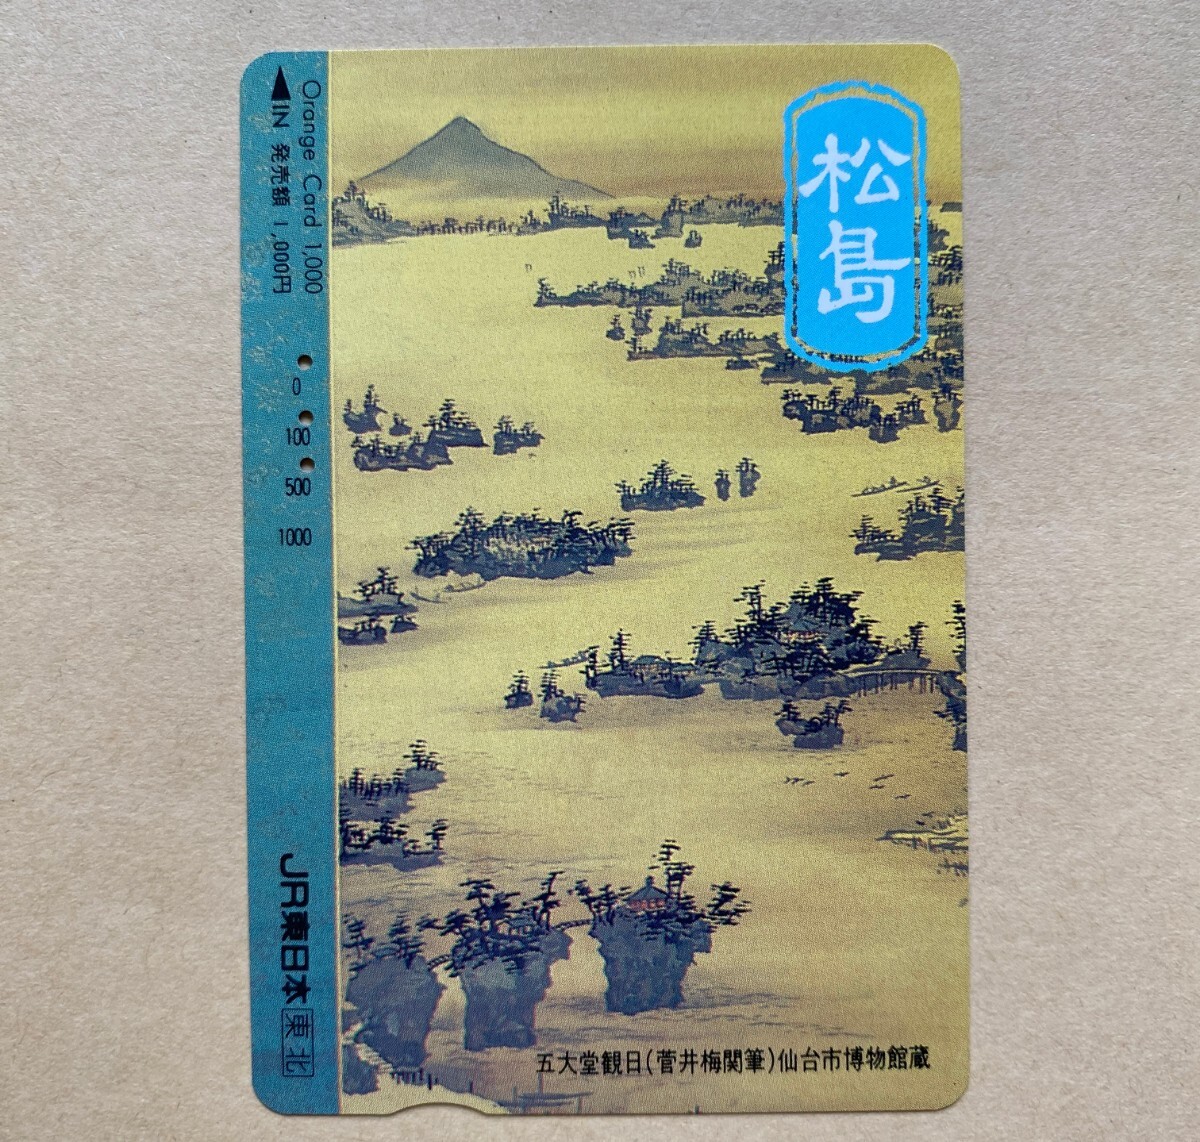 松島
Orange Card 1,000
◀IN 発売額 1,000円
0
100
500
1000
JR東日本 東北
五大堂観日(菅井梅関筆)仙台市博物館蔵